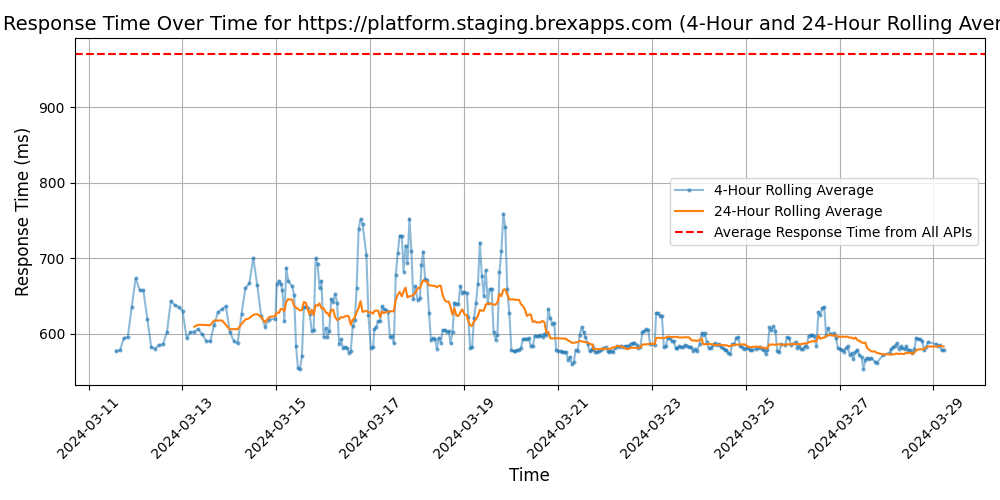 Response Time Over Time for https://platform.staging.brexapps.com (4-Hour and 24-Hour Rolling Aver
Response Time (ms)
900
800
700
600
4-Hour Rolling Average
24-Hour Rolling Average
Average Response Time from All APIs
2024-03-11
2024-03-13
2024-03-15
2024-03-17
2024-03-19
2024-03-21
2024-03-23
2024-03-25
2024-03-27
2024-03-29
Time